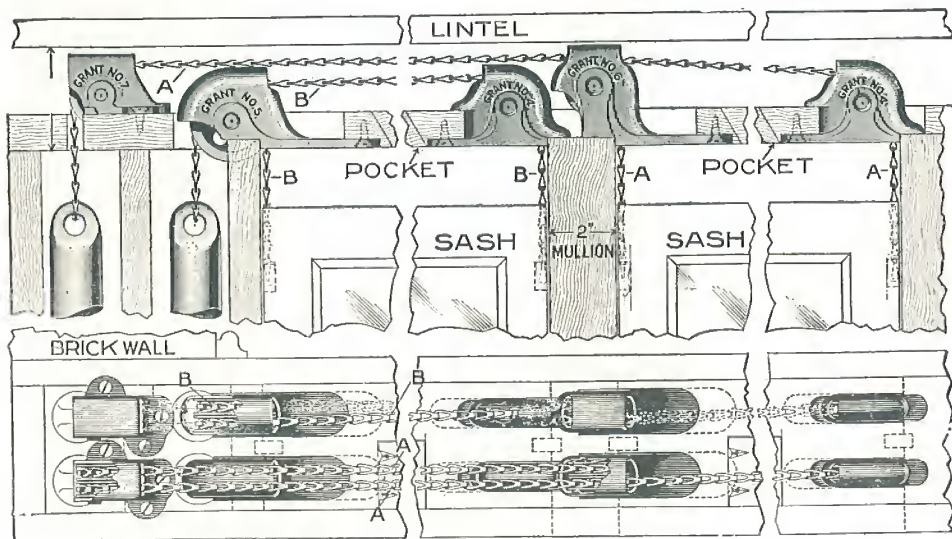 LINTEL
GRANT NO. 7.
A
GRANT NO. 5.
B
GRANT NO. 4.
GRANT NO. 6.
GRANT NO. 4.
B
POCKET
B
A
POCKET
A
SASH
2"
MULLION
SASH
BRICK WALL
B
B
A
A